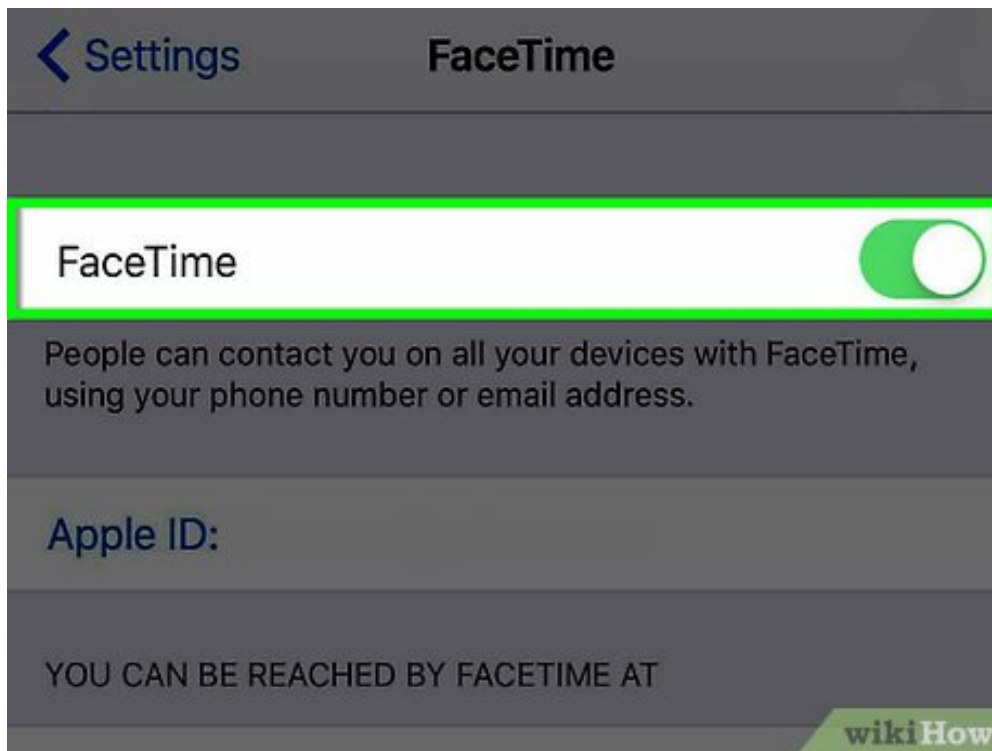 Settings
FaceTime
FaceTime
People can contact you on all your devices with FaceTime,
using your phone number or email address.
Apple ID:
YOU CAN BE REACHED BY FACETIME AT
wikiHow